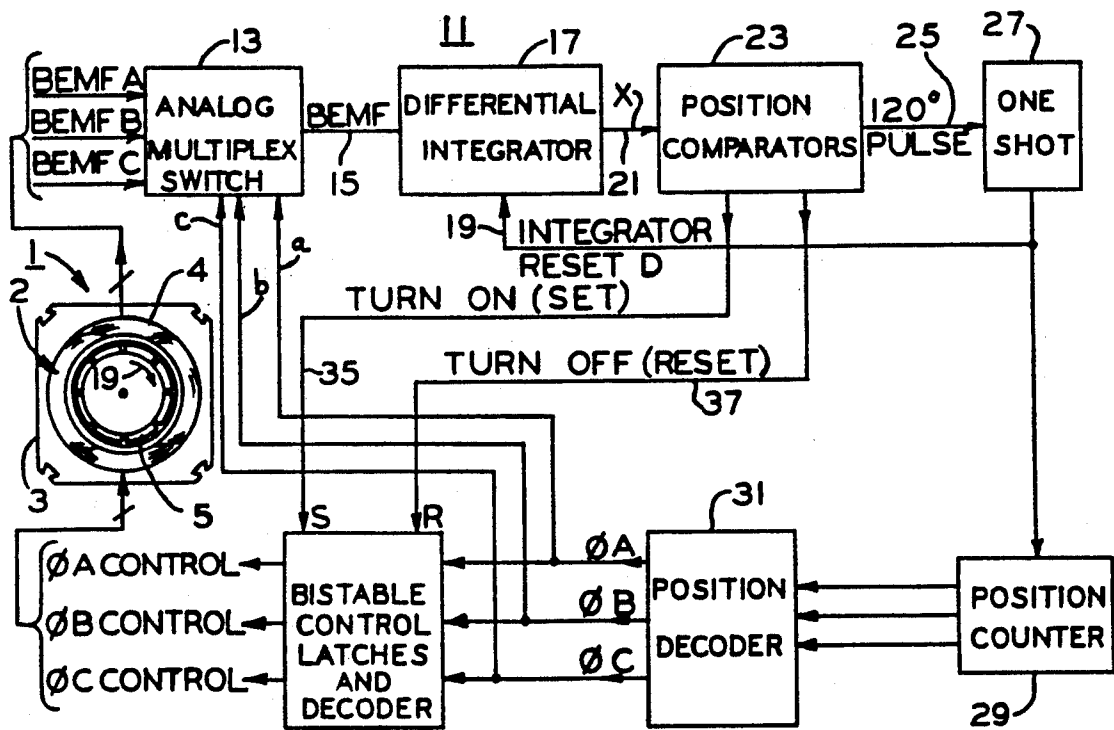 11
13
17
23
25
27
BEMF A
BEMF B
BEMF C
ANALOG
MULTIPLEX
SWITCH
BEMF
15
DIFFERENTIAL
INTEGRATOR
X
21
POSITION
COMPARATORS
120°
PULSE
ONE
SHOT
c
b
a
19
INTEGRATOR
RESET D
1
2
4
19
3
5
TURN ON (SET)
35
TURN OFF (RESET)
37
S
R
31
ØA CONTROL
ØB CONTROL
ØC CONTROL
BISTABLE
CONTROL
LATCHES
AND
DECODER
ØA
ØB
ØC
POSITION
DECODER
POSITION
COUNTER
29